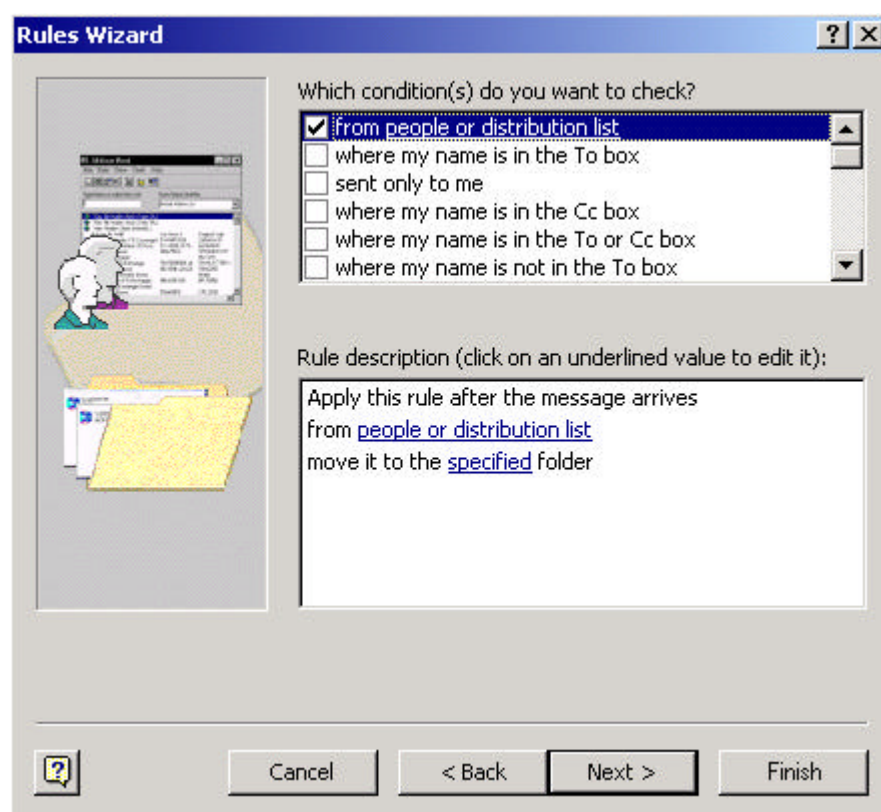 Rules Wizard
Which condition(s) do you want to check?
from people or distribution list
where my name is in the To box
sent only to me
where my name is in the Cc box
where my name is in the To or Cc box
where my name is not in the To box
Rule description (click on an underlined value to edit it):
Apply this rule after the message arrives
from people or distribution list
move it to the specified folder
Cancel
< Back
Next >
Finish